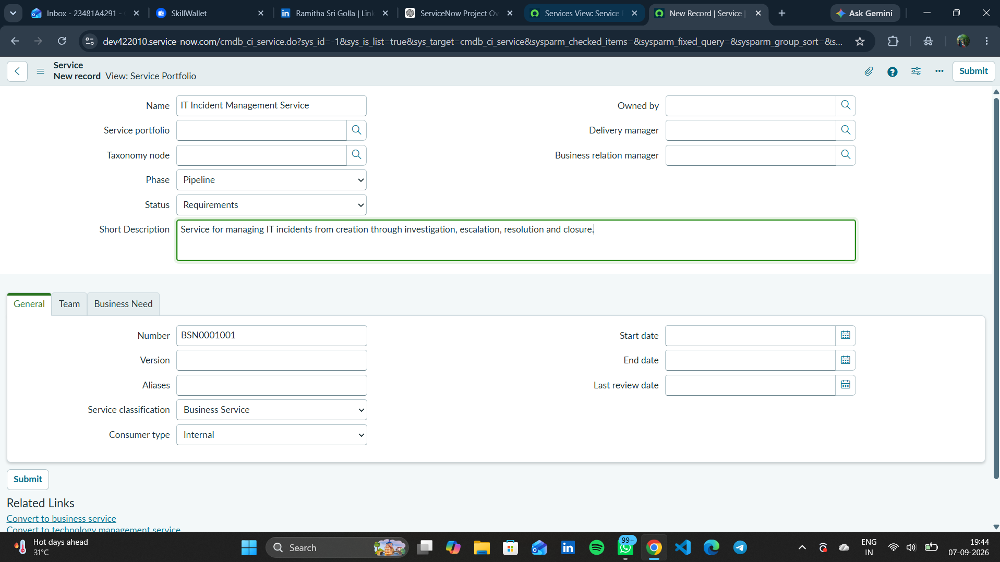 Inbox - 23481A4291 -
SkillWallet
Ramitha Sri Golla | Link
ServiceNow Project Ov
Services View: Service
New Record | Service |
Ask Gemini
dev422010.service-now.com/cmdb_ci_service.do?sys_id=-1&sys_is_list=true&sys_target=cmdb_ci_service&sysparm_checked_items=&sysparm_fixed_query=&sysparm_group_sort=&s...
Service
New record View: Service Portfolio
Submit
Name
IT Incident Management Service
Owned by
Service portfolio
Delivery manager
Taxonomy node
Business relation manager
Phase
Pipeline
Status
Requirements
Short Description
Service for managing IT incidents from creation through investigation, escalation, resolution and closure.
General
Team
Business Need
Number
BSN0001001
Start date
Version
End date
Aliases
Last review date
Service classification
Business Service
Consumer type
Internal
Submit
Related Links
Convert to business service
Convert to technology management service
Hot days ahead
31°C
Search
99+
ENG
IN
19:44
07-09-2026